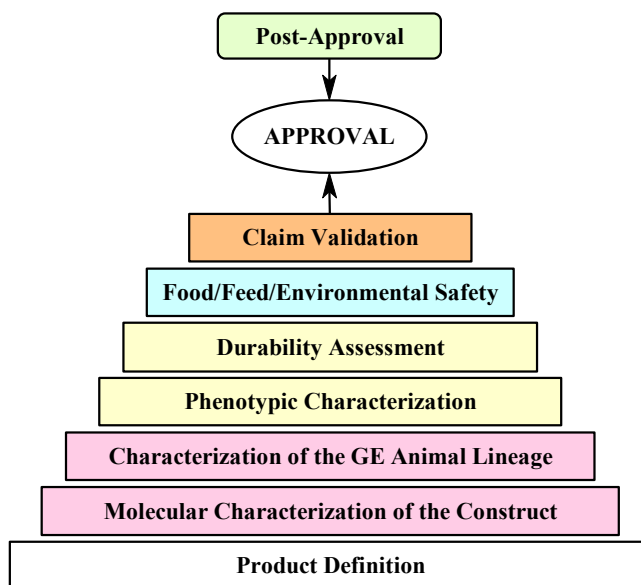 Post-Approval
APPROVAL
Claim Validation
Food/Feed/Environmental Safety
Durability Assessment
Phenotypic Characterization
Characterization of the GE Animal Lineage
Molecular Characterization of the Construct
Product Definition